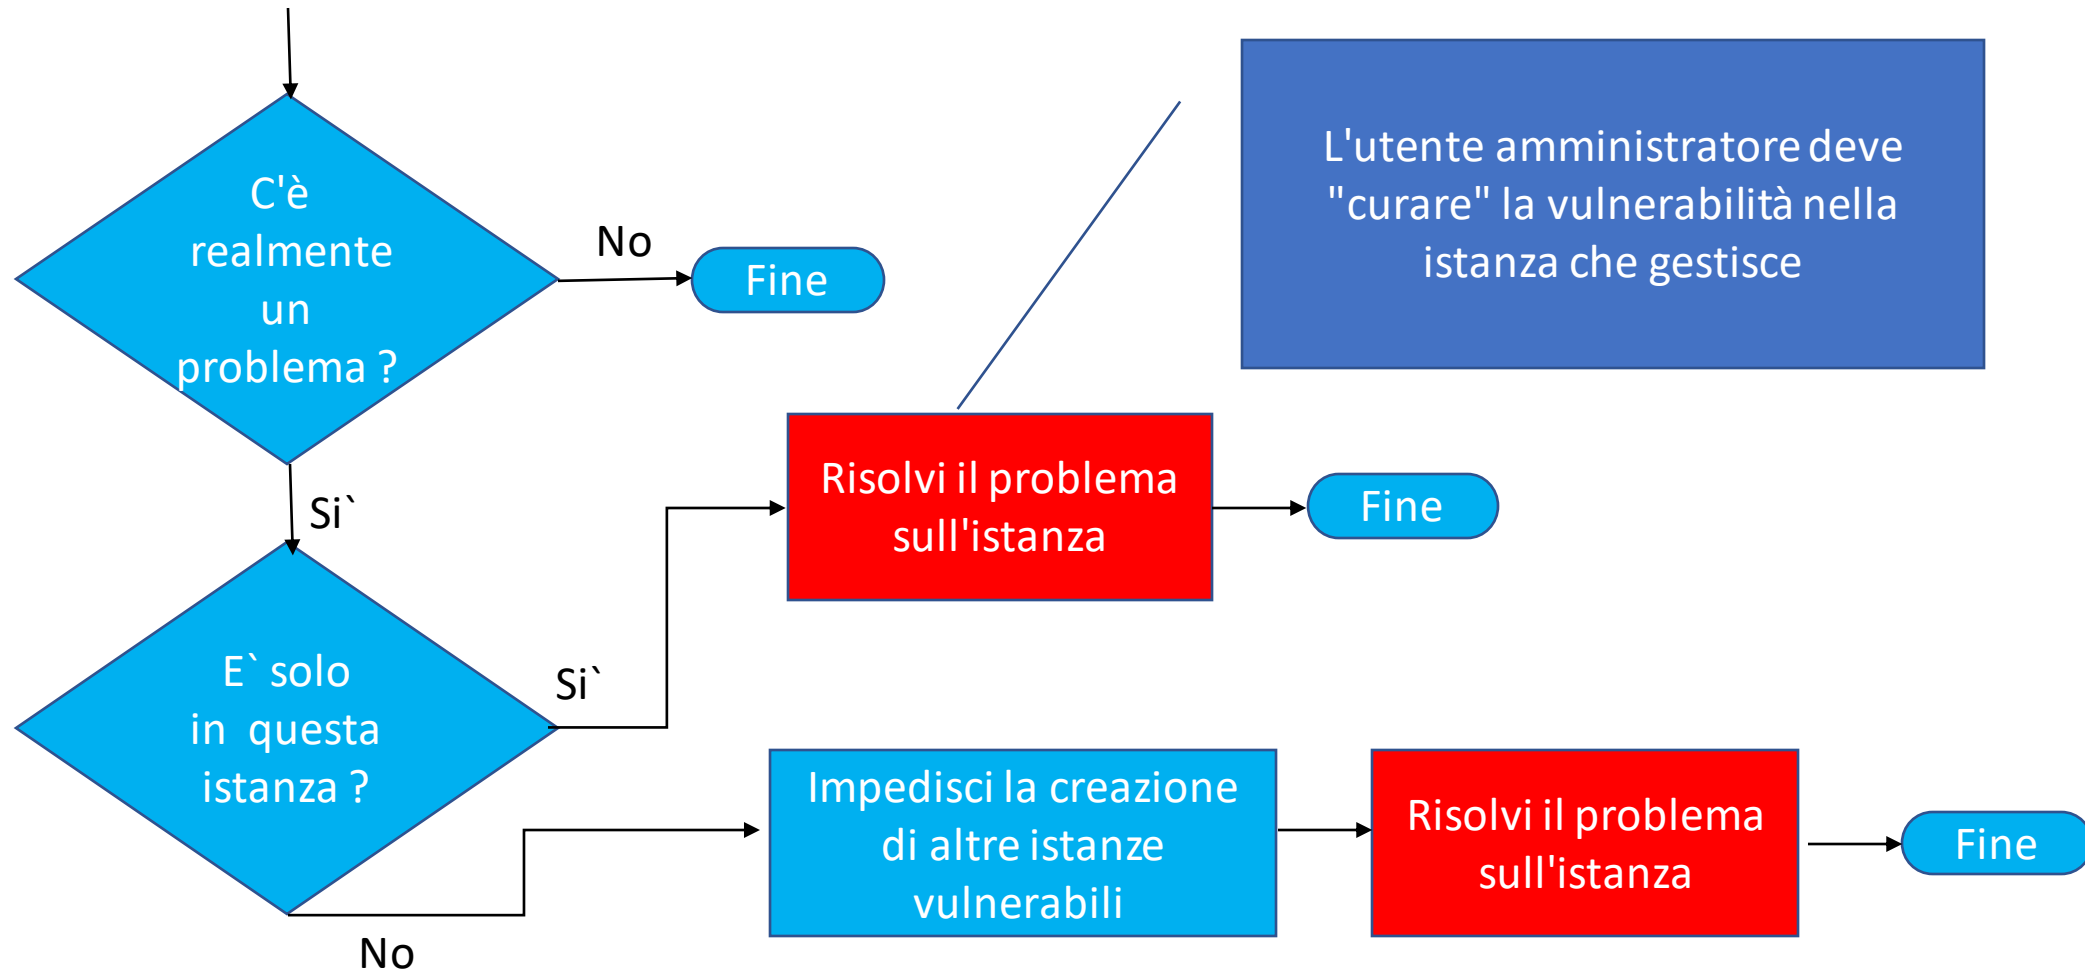 C'è
realmente
un
problema ?
No
Fine
L'utente amministratore deve
"curare" la vulnerabilità nella
istanza che gestisce
Si`
Risolvi il problema
sull'istanza
Fine
E` solo
in questa
istanza ?
Si`
No
Impedisci la creazione
di altre istanze
vulnerabili
Risolvi il problema
sull'istanza
Fine